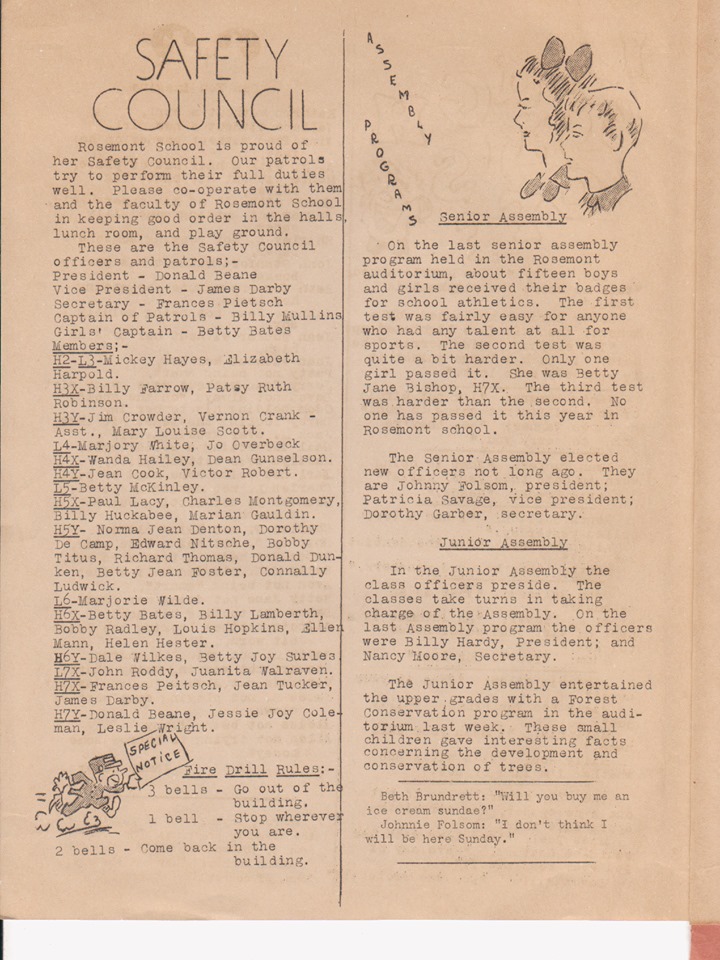 SAFETY
COUNCIL
Rosemont School is proud of
her Safety Council. Our patrols
try to perform their full duties
well. Please co-operate with them
and the faculty of Rosemont School
in keeping good order in the halls,
lunch room, and play ground.
These are the Safety Council
officers and patrols;-
President - Donald Beane
Vice President - James Darby
Secretary - Frances Pietsch
Captain of Patrols - Billy Mullins
Girls' Captain - Betty Bates
Members;-
H2-L3-Mickey Hayes, Elizabeth
Harpold.
H3X-Billy Farrow, Patsy Ruth
Robinson.
H3Y-Jim Crowder, Vernon Crank -
Asst., Mary Louise Scott.
L4-Marjory White, Jo Overbeck
H4X-Wanda Hailey, Dean Gunselson.
H4Y-Jean Cook, Victor Robert.
L5-Betty McKinley.
H5X-Paul Lacy, Charles Montgomery,
Billy Huckabee, Marian Gauldin.
H5Y- Norma Jean Denton, Dorothy
De Camp, Edward Nitsche, Bobby
Titus, Richard Thomas, Donald Dun-
ken, Betty Jean Foster, Connally
Ludwick.
L6-Marjorie Wilde.
H6X-Betty Bates, Billy Lamberth,
Bobby Radley, Louis Hopkins, Ellen
Mann, Helen Hester.
H6Y-Dale Wilkes, Betty Joy Surles
L7X-John Roddy, Juanita Walraven.
H7X-Frances Peitsch, Jean Tucker,
James Darby.
H7Y-Donald Beane, Jessie Joy Cole-
man, Leslie Wright.
SPECIAL
NOTICE
Fire Drill Rules:-
3 bells - Go out of the
building.
1 bell - Stop wherever
you are.
2 bells - Come back in the
building.
ASSEMBLY
PROGRAMS
Senior Assembly
On the last senior assembly
program held in the Rosemont
auditorium, about fifteen boys
and girls received their badges
for school athletics. The first
test was fairly easy for anyone
who had any talent at all for
sports. The second test was
quite a bit harder. Only one
girl passed it. She was Betty
Jane Bishop, H7X. The third test
was harder than the second. No
one has passed it this year in
Rosemont school.
The Senior Assembly elected
new officers not long ago. They
are Johnny Folsom, president;
Patricia Savage, vice president;
Dorothy Garber, secretary.
Junior Assembly
In the Junior Assembly the
class officers preside. The
classes take turns in taking
charge of the Assembly. On the
last Assembly program the officers
were Billy Hardy, President; and
Nancy Moore, Secretary.
The Junior Assembly entertained
the upper grades with a Forest
Conservation program in the audi-
torium last week. These small
children gave interesting facts
concerning the development and
conservation of trees.
Beth Brundrett: "Will you buy me an
ice cream sundae?"
Johnnie Folsom: "I don't think I
will be here Sunday."